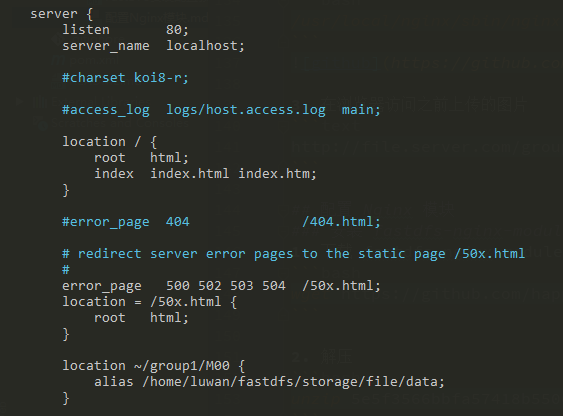 server {
listen       80;
server_name  localhost;
#charset koi8-r;
#access_log  logs/host.access.log  main;
location / {
root   html;
index  index.html index.htm;
}
#error_page  404              /404.html;
# redirect server error pages to the static page /50x.html
#
error_page   500 502 503 504  /50x.html;
location = /50x.html {
root   html;
}
location ~/group1/M00 {
alias /home/luwan/fastdfs/storage/file/data;
}